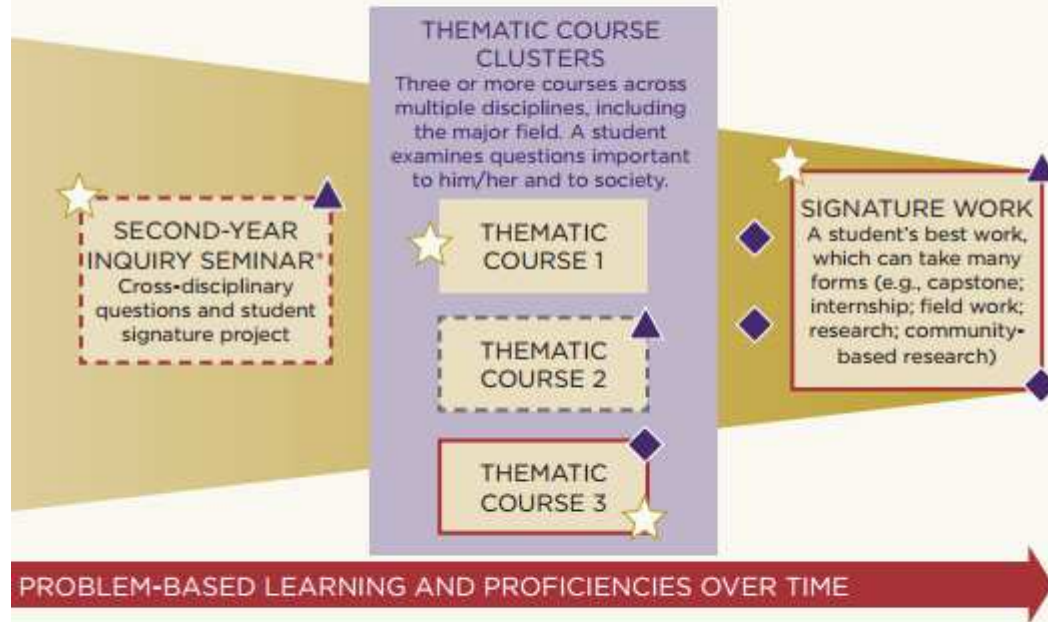 THEMATIC COURSE
CLUSTERS
Three or more courses across
multiple disciplines, including
the major field. A student
examines questions important
to him/her and to society.
SECOND-YEAR
INQUIRY SEMINAR*
Cross-disciplinary
questions and student
signature project
THEMATIC
COURSE 1
THEMATIC
COURSE 2
THEMATIC
COURSE 3
SIGNATURE WORK
A student's best work,
which can take many
forms (e.g., capstone;
internship; field work;
research; community-
based research)
PROBLEM-BASED LEARNING AND PROFICIENCIES OVER TIME